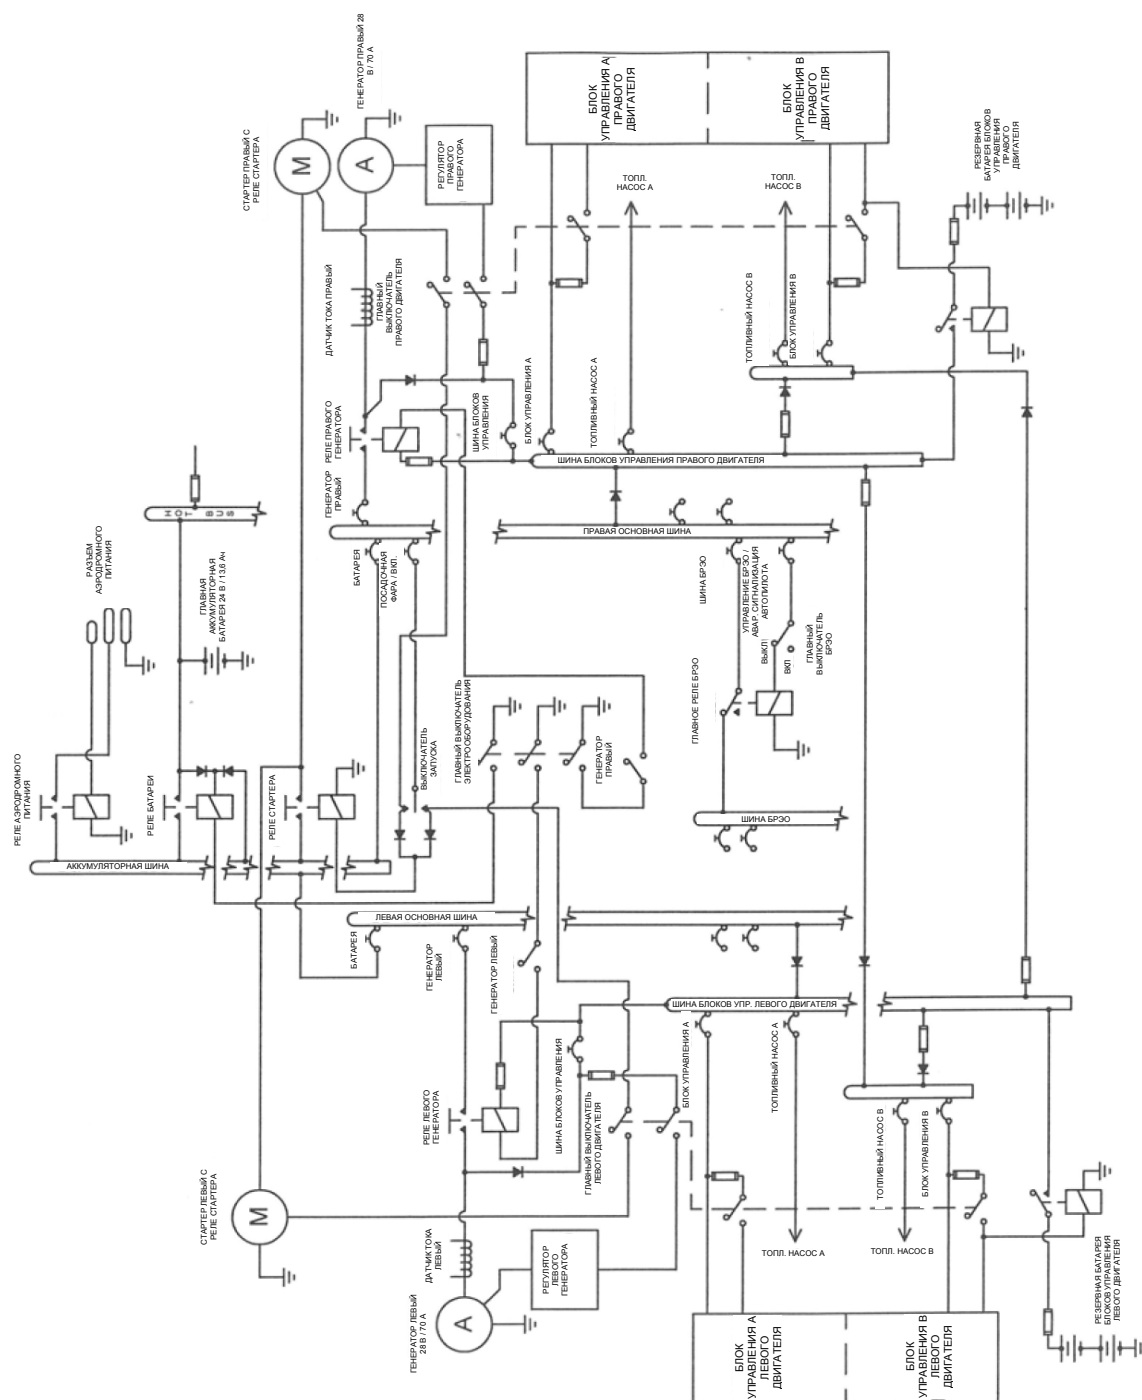 ГЕНЕРАТОР ПРАВЫЙ 28
В / 70 А
СТАРТЕР ПРАВЫЙ С
РЕЛЕ СТАРТЕРА
M
A
РЕГУЛЯТОР
ПРАВОГО
ГЕНЕРАТОРА
БЛОК
УПРАВЛЕНИЯ А
ПРАВОГО
ДВИГАТЕЛЯ
БЛОК
УПРАВЛЕНИЯ В
ПРАВОГО
ДВИГАТЕЛЯ
РЕЗЕРВНАЯ
БАТАРЕЯ БЛОКОВ
УПРАВЛЕНИЯ
ПРАВОГО
ДВИГАТЕЛЯ
ТОПЛ.
НАСОС А
ТОПЛ.
НАСОС В
ДАТЧИК ТОКА ПРАВЫЙ
ГЛАВНЫЙ
ВЫКЛЮЧАТЕЛЬ
ПРАВОГО ДВИГАТЕЛЯ
ТОПЛИВНЫЙ НАСОС В
БЛОК УПРАВЛЕНИЯ В
РЕЛЕ ПРАВОГО
ГЕНЕРАТОРА
ШИНА БЛОКОВ
УПРАВЛЕНИЯ
БЛОК УПРАВЛЕНИЯ А
ТОПЛИВНЫЙ НАСОС А
ШИНА БЛОКОВ УПРАВЛЕНИЯ ПРАВОГО ДВИГАТЕЛЯ
ГЕНЕРАТОР
ПРАВЫЙ
HOT BUS
ПРАВАЯ ОСНОВНАЯ ШИНА
РАЗЪЕМ
АЭРОДРОМНОГО
ПИТАНИЯ
ГЛАВНАЯ
АККУМУЛЯТОРНАЯ
БАТАРЕЯ 24 В / 13,6 Ач
БАТАРЕЯ
ПОСАДОЧНАЯ
ФАРА / ВКЛ.
ШИНА БРЭО
УПРАВЛЕНИЕ БРЭО /
АВАР. СИГНАЛИЗАЦИЯ
АВТОПИЛОТА
ВЫКЛ
ВКЛ
ГЛАВНЫЙ
ВЫКЛЮЧАТЕЛЬ
БРЭО
ГЛАВНОЕ РЕЛЕ БРЭО
РЕЛЕ АЭРОДРОМНОГО
ПИТАНИЯ
РЕЛЕ БАТАРЕИ
РЕЛЕ СТАРТЕРА
ВЫКЛЮЧАТЕЛЬ
ЗАПУСКА
ГЛАВНЫЙ ВЫКЛЮЧАТЕЛЬ
ЭЛЕКТРООБОРУДОВАНИЯ
ГЕНЕРАТОР
ПРАВЫЙ
ШИНА БРЭО
АККУМУЛЯТОРНАЯ ШИНА
ЛЕВАЯ ОСНОВНАЯ ШИНА
БАТАРЕЯ
ГЕНЕРАТОР
ЛЕВЫЙ
ГЕНЕРАТОР ЛЕВЫЙ
ШИНА БЛОКОВ УПР. ЛЕВОГО ДВИГАТЕЛЯ
РЕЛЕ ЛЕВОГО
ГЕНЕРАТОРА
ШИНА БЛОКОВ УПРАВЛЕНИЯ
ГЛАВНЫЙ ВЫКЛЮЧАТЕЛЬ
ЛЕВОГО ДВИГАТЕЛЯ
БЛОК УПРАВЛЕНИЯ А
ТОПЛИВНЫЙ НАСОС А
ТОПЛИВНЫЙ НАСОС В
БЛОК УПРАВЛЕНИЯ В
СТАРТЕР ЛЕВЫЙ С
РЕЛЕ СТАРТЕРА
M
ДАТЧИК ТОКА
ЛЕВЫЙ
ТОПЛ. НАСОС А
ТОПЛ. НАСОС В
РЕГУЛЯТОР
ЛЕВОГО
ГЕНЕРАТОРА
A
ГЕНЕРАТОР ЛЕВЫЙ
28 В / 70 А
БЛОК
УПРАВЛЕНИЯ А
ЛЕВОГО
ДВИГАТЕЛЯ
БЛОК
УПРАВЛЕНИЯ В
ЛЕВОГО
ДВИГАТЕЛЯ
РЕЗЕРВНАЯ БАТАРЕЯ
БЛОКОВ УПРАВЛЕНИЯ
ЛЕВОГО ДВИГАТЕЛЯ